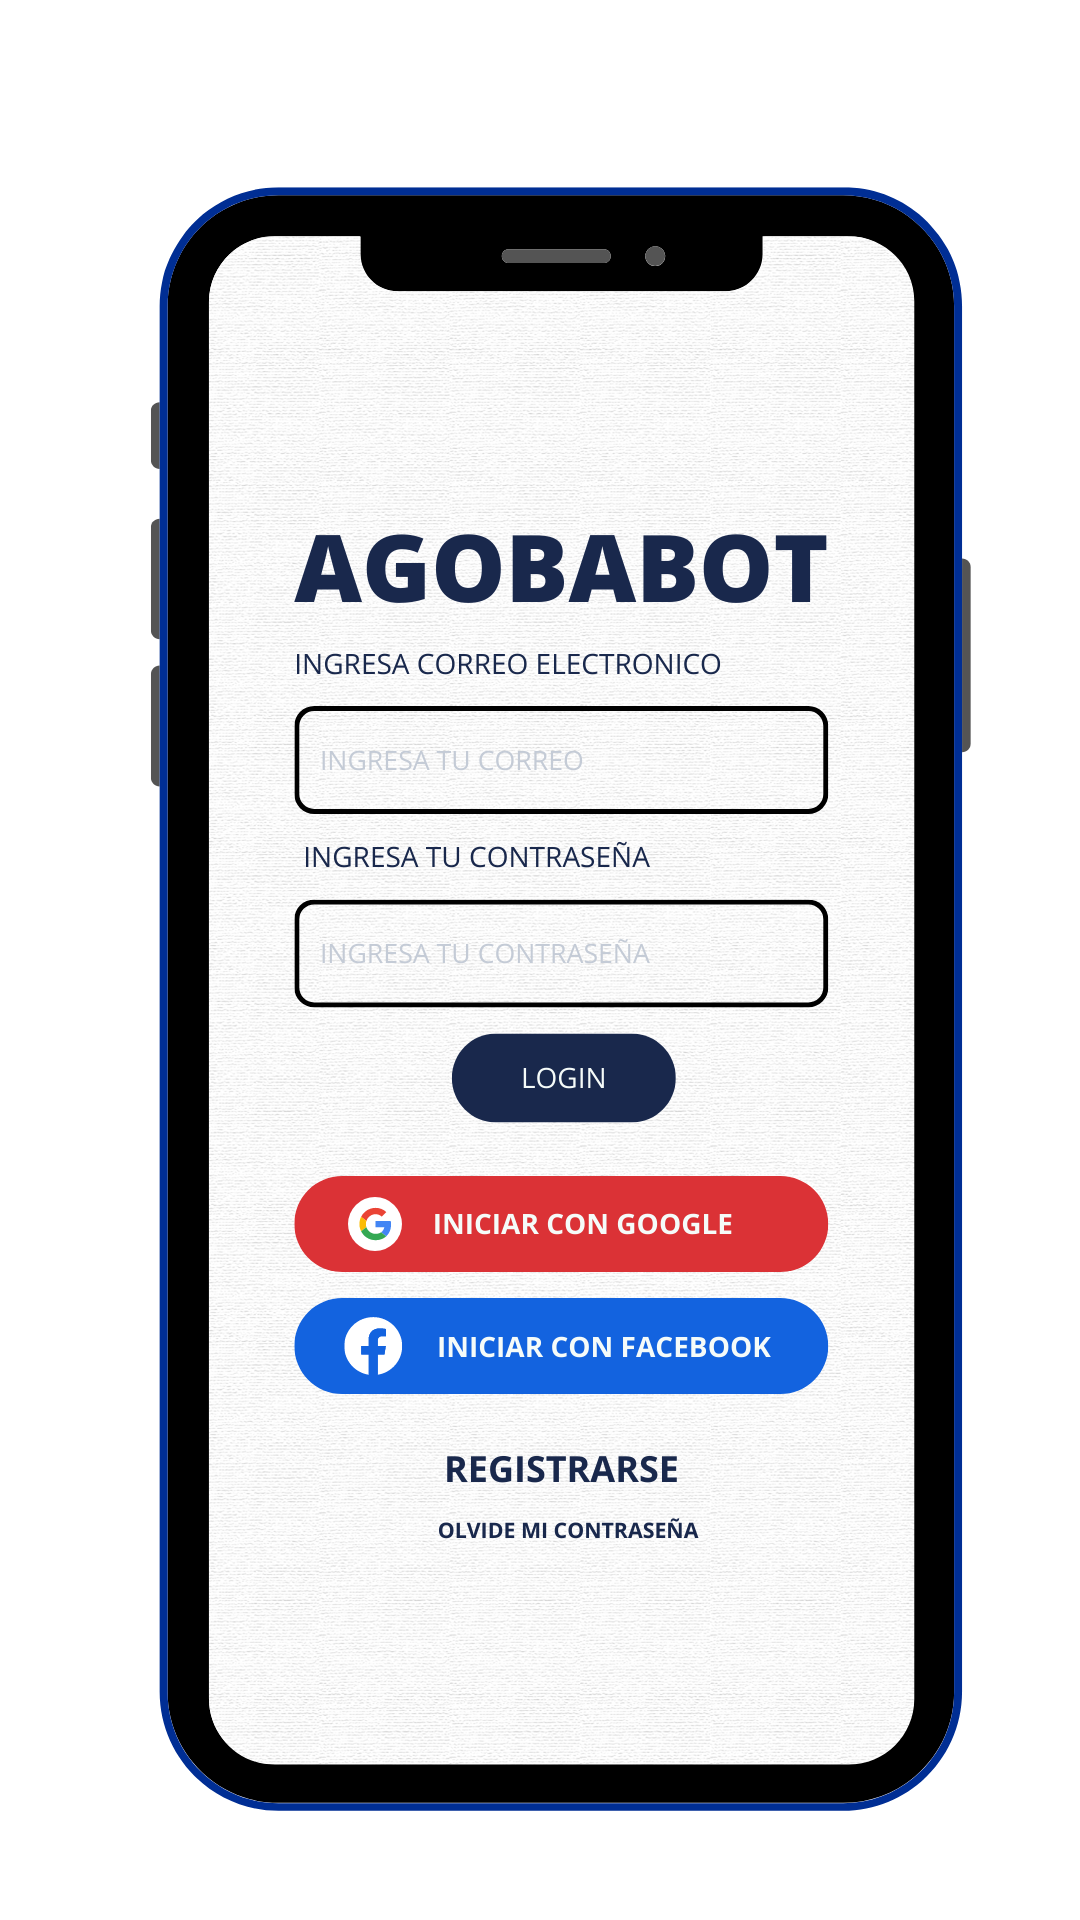 AGOBABOT
INGRESA CORREO ELECTRONICO
INGRESA TU CORREO
INGRESA TU CONTRASEÑA
INGRESA TU CONTRASEÑA
LOGIN
INICIAR CON GOOGLE
INICIAR CON FACEBOOK
REGISTRARSE
OLVIDE MI CONTRASEÑA